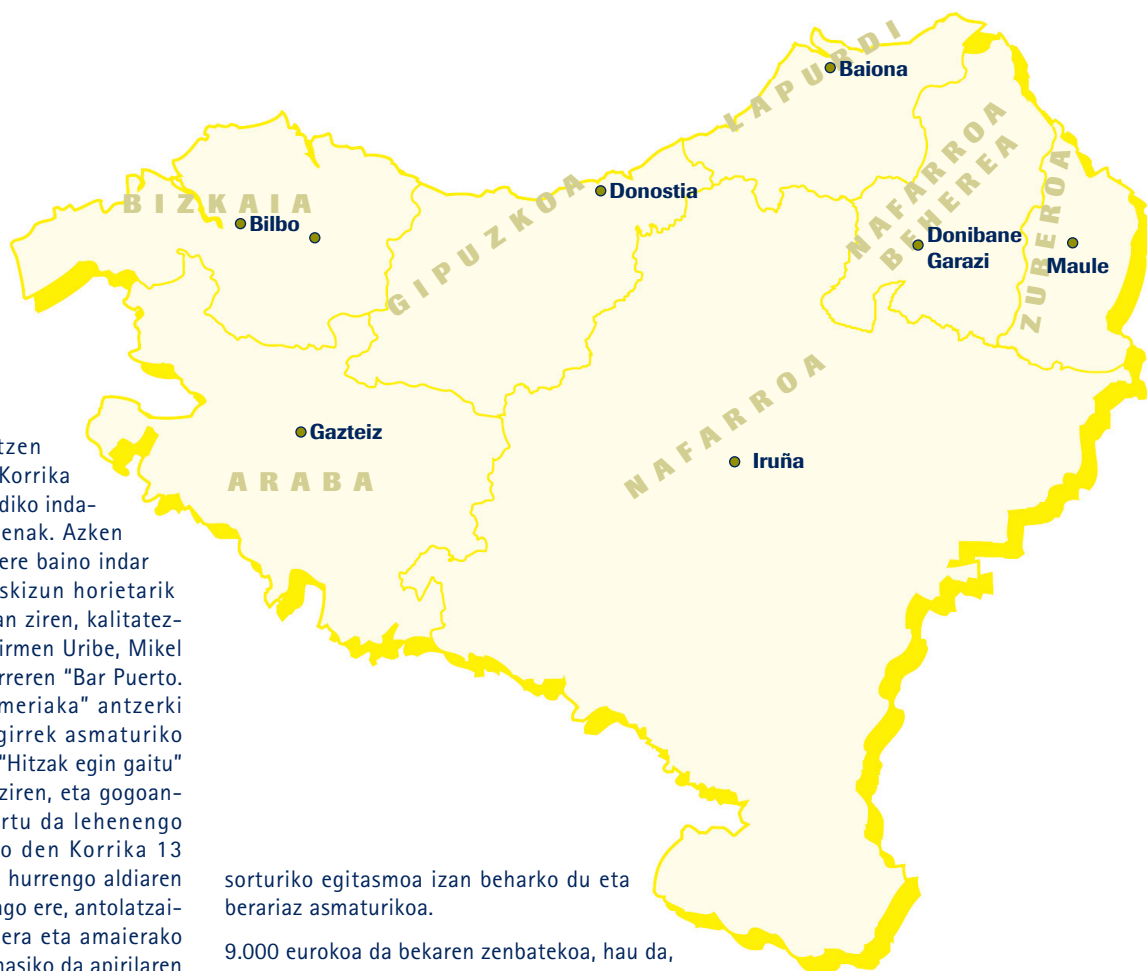 LAPURDI
Baiona
NAFARROA
BEHEREA
ZUBEROA
BIZKAIA
Bilbo
GIPUZKOA
Donostia
Donibane
Garazi
Maule
Gazteiz
ARABA
NAFARROA
Iruña
tzen
Korrika
diko inda-
enak. Azken
ere baino indar
skizun horietarik
an ziren, kalitatez-
irmen Uribe, Mikel
rreren "Bar Puerto.
meriaka" antzerki
girrek asmaturiko
"Hitzak egin gaitu"
ziren, eta gogoan-
rtu da lehenengo
o den Korrika 13
hurrengo aldiaren
ngo ere, antolatzai-
era eta amaierako
hasiko da apirilaren
sorturiko egitasmoa izan beharko du eta
berariaz asmaturikoa.
9.000 eurokoa da bekaren zenbatekoa, hau da,